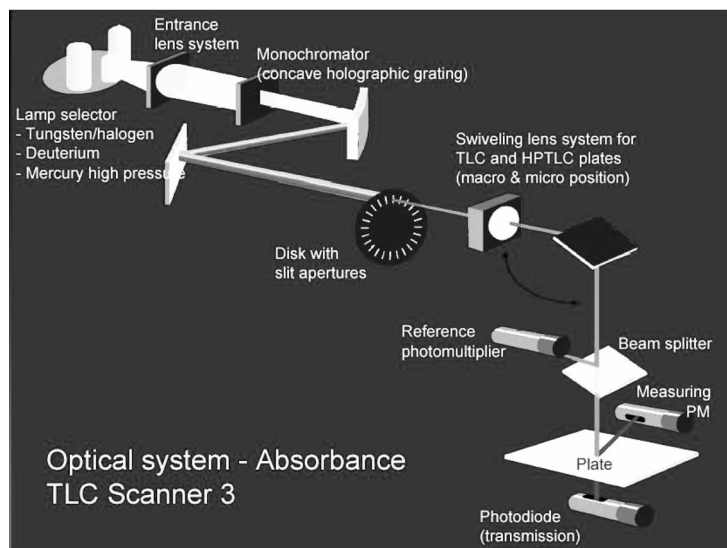 Entrance
lens system
Monochromator
(concave holographic grating)
Lamp selector
- Tungsten/halogen
- Deuterium
- Mercury high pressure
Swiveling lens system for
TLC and HPTLC plates
(macro & micro position)
Disk with
slit apertures
Reference
photomultiplier
Beam splitter
Measuring
PM
Plate
Optical system - Absorbance
TLC Scanner 3
Photodiode
(transmission)